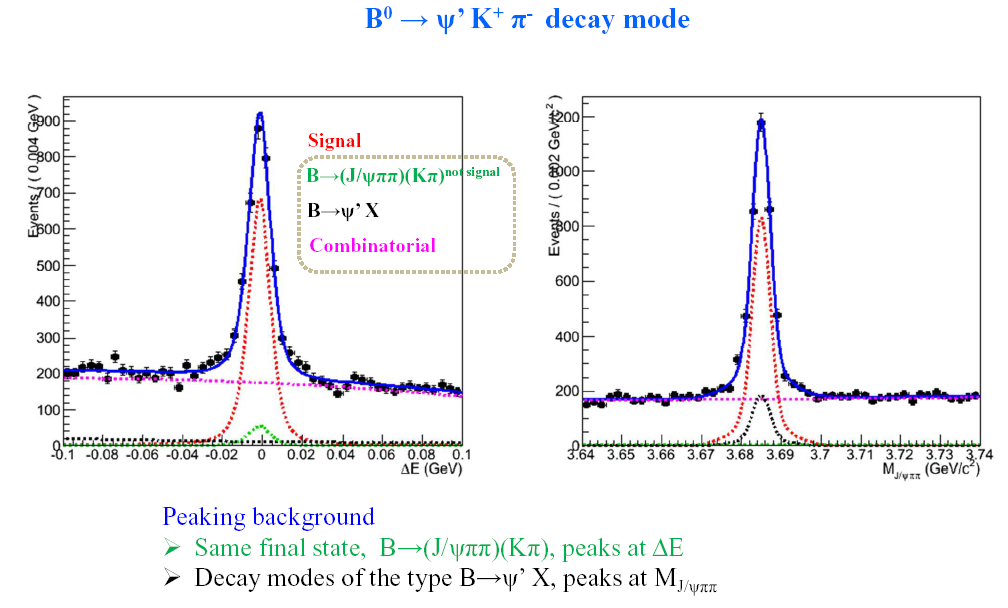 B⁰ → ψ’ K⁺ π⁻ decay mode
Events / ( 0.004 GeV )
900
800
700
600
500
400
300
200
100
0
-0.1 -0.08 -0.06 -0.04 -0.02 0 0.02 0.04 0.06 0.08 0.1
ΔE (GeV)
Signal
B→(J/ψππ)(Kπ)ⁿᵒᵗ ˢⁱᵍⁿᵃˡ
B→ψ’ X
Combinatorial
Events / ( 0.002 GeV/c² )
1200
1000
800
600
400
200
0
3.64 3.65 3.66 3.67 3.68 3.69 3.7 3.71 3.72 3.73 3.74
M_J/ψππ (GeV/c²)
Peaking background
➢ Same final state, B→(J/ψππ)(Kπ), peaks at ΔE
➢ Decay modes of the type B→ψ’ X, peaks at M_J/ψππ